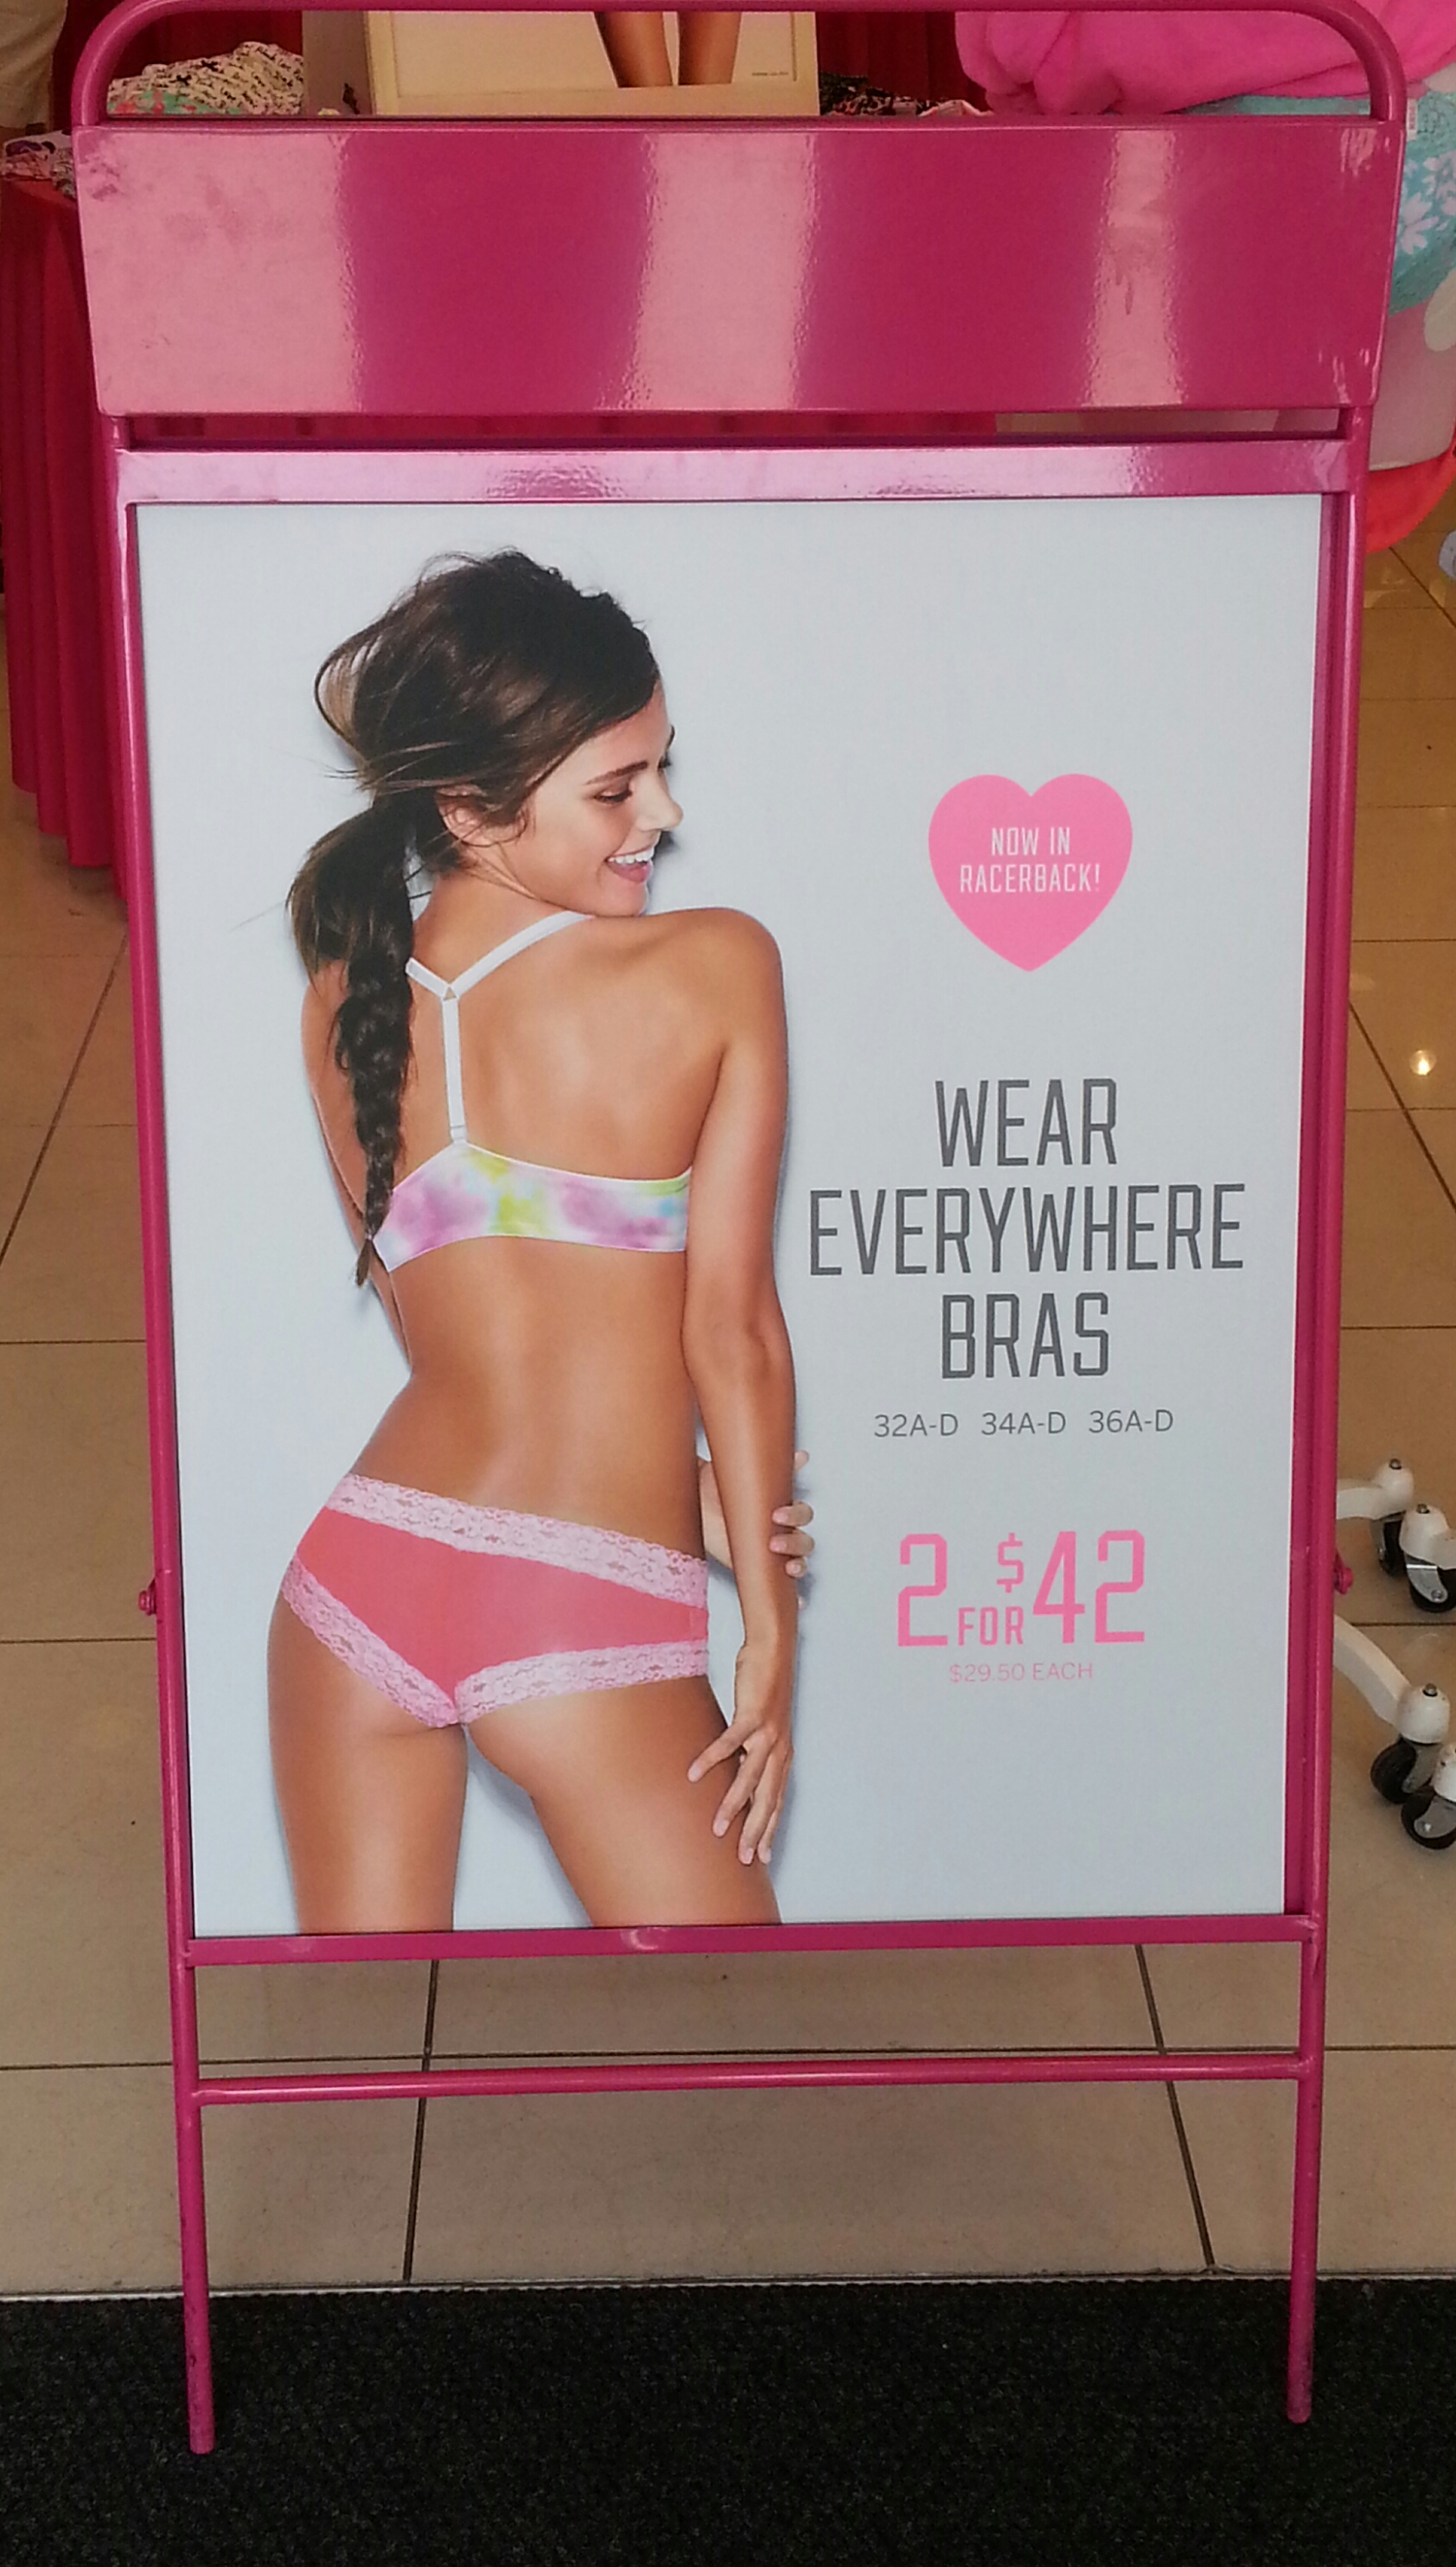 NOW IN
RACERBACK!
WEAR
EVERYWHERE
BRAS
32A-D 34A-D 36A-D
2 FOR $42
$29.50 EACH